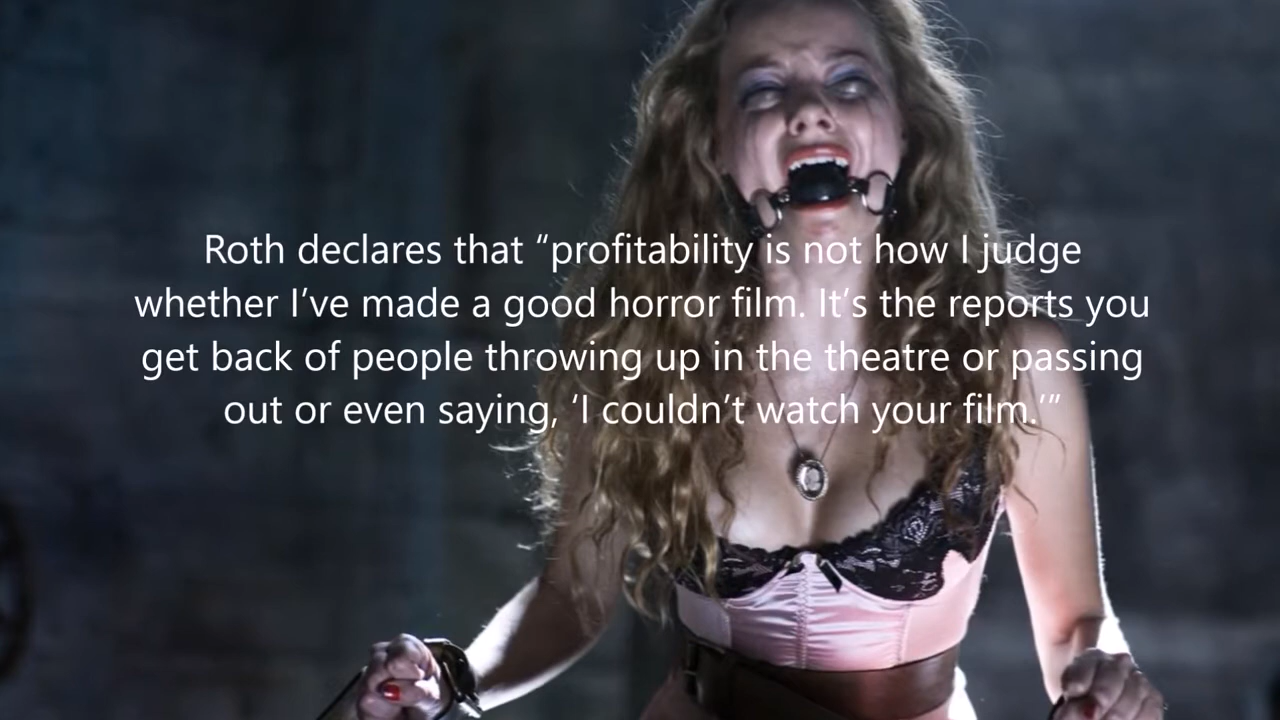 Roth declares that “profitability is not how I judge
whether I’ve made a good horror film. It’s the reports you
get back of people throwing up in the theatre or passing
out or even saying, ‘I couldn’t watch your film.’”